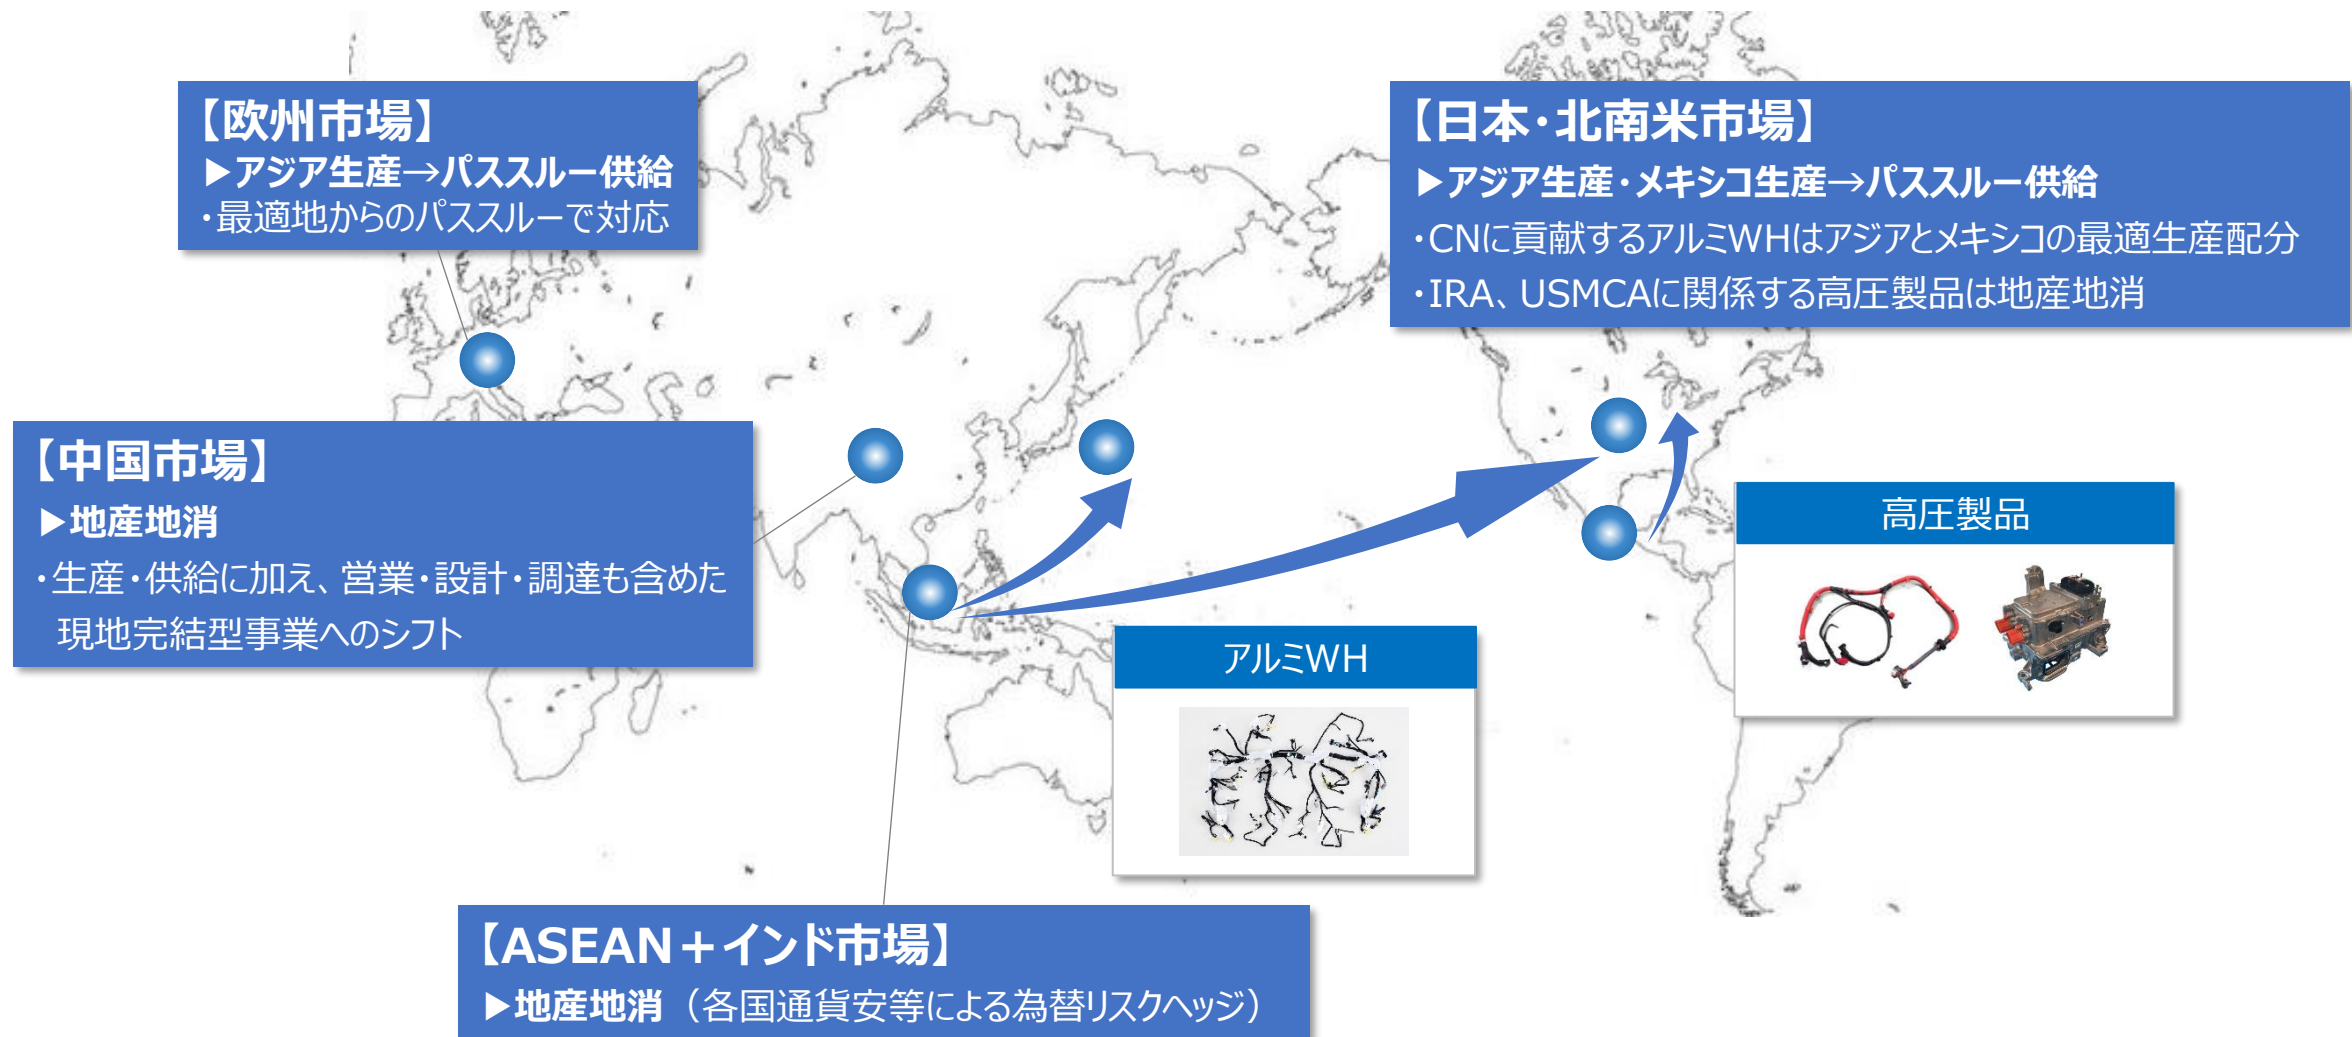 【欧州市場】
▶アジア生産→パススルー供給
・最適地からのパススルーで対応
【日本・北南米市場】
▶アジア生産・メキシコ生産→パススルー供給
・CNに貢献するアルミWHはアジアとメキシコの最適生産配分
・IRA、USMCAに関係する高圧製品は地産地消
【中国市場】
▶地産地消
・生産・供給に加え、営業・設計・調達も含めた
現地完結型事業へのシフト
高圧製品
アルミWH
【ASEAN+インド市場】
▶地産地消（各国通貨安等による為替リスクヘッジ）